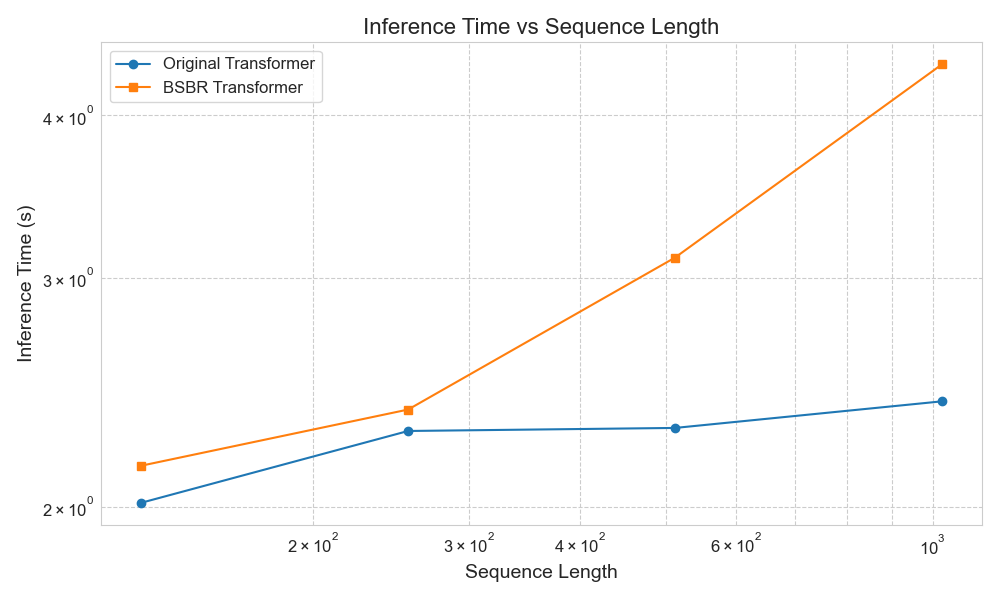 Inference Time vs Sequence Length
Original Transformer
BSBR Transformer
Inference Time (s)
4 × 10⁰
3 × 10⁰
2 × 10⁰
2 × 10²
3 × 10²
4 × 10²
6 × 10²
10³
Sequence Length